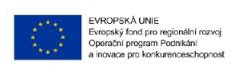 EVROPSKÁ UNIE
Evropský fond pro regionální rozvoj
Operační program Podnikání
a inovace pro konkurenceschopnost